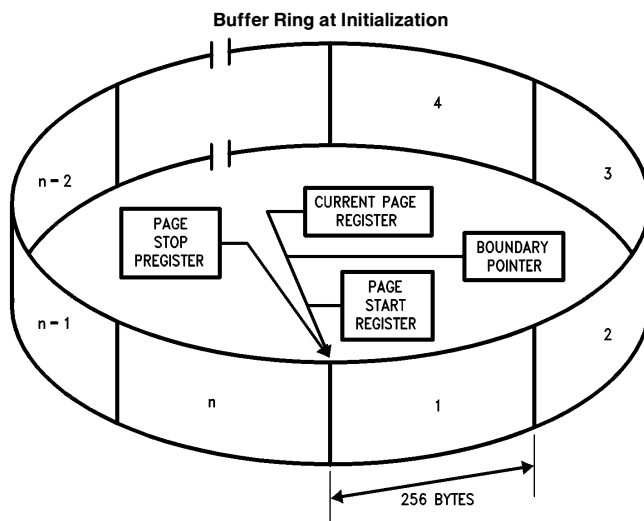 Buffer Ring at Initialization
4
3
n – 2
CURRENT PAGE
REGISTER
PAGE
STOP
PREGISTER
BOUNDARY
POINTER
PAGE
START
REGISTER
n – 1
2
n
1
256 BYTES